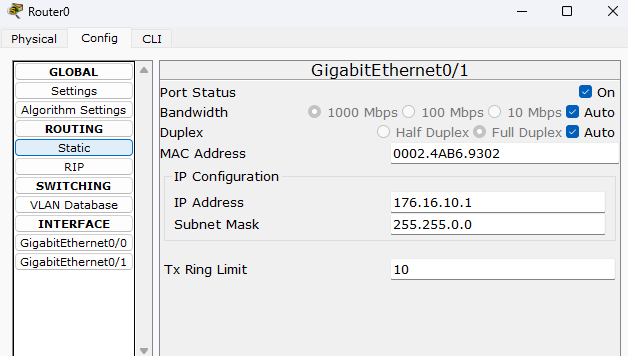 Router0
Physical Config CLI
GLOBAL
Settings
Algorithm Settings
ROUTING
Static
RIP
SWITCHING
VLAN Database
INTERFACE
GigabitEthernet0/0
GigabitEthernet0/1
GigabitEthernet0/1
Port Status On
Bandwidth 1000 Mbps 100 Mbps 10 Mbps Auto
Duplex Half Duplex Full Duplex Auto
MAC Address 0002.4AB6.9302
IP Configuration
IP Address 176.16.10.1
Subnet Mask 255.255.0.0
Tx Ring Limit 10